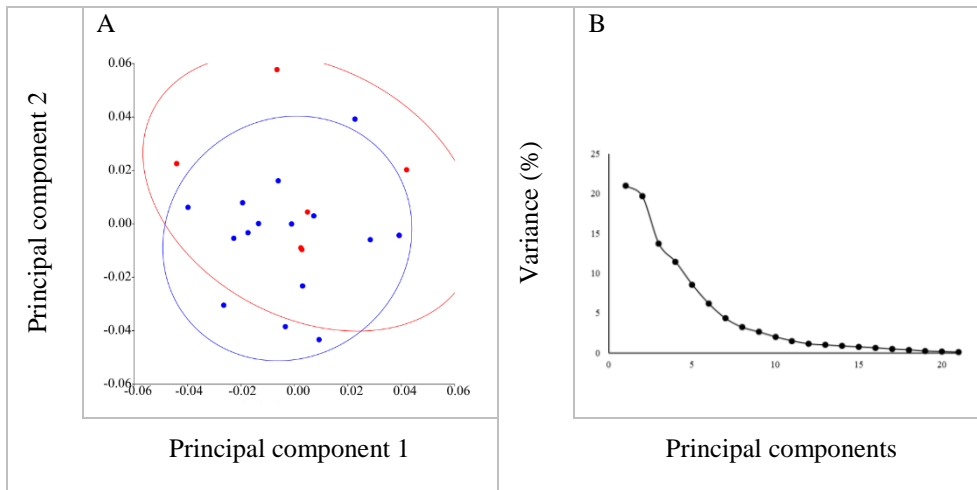 A
Principal component 2
0.06
0.04
0.02
0.00
-0.02
-0.04
-0.06
-0.06 -0.04 -0.02 0.00 0.02 0.04 0.06
Principal component 1
B
Variance (%)
25
20
15
10
5
0
0 5 10 15 20
Principal components